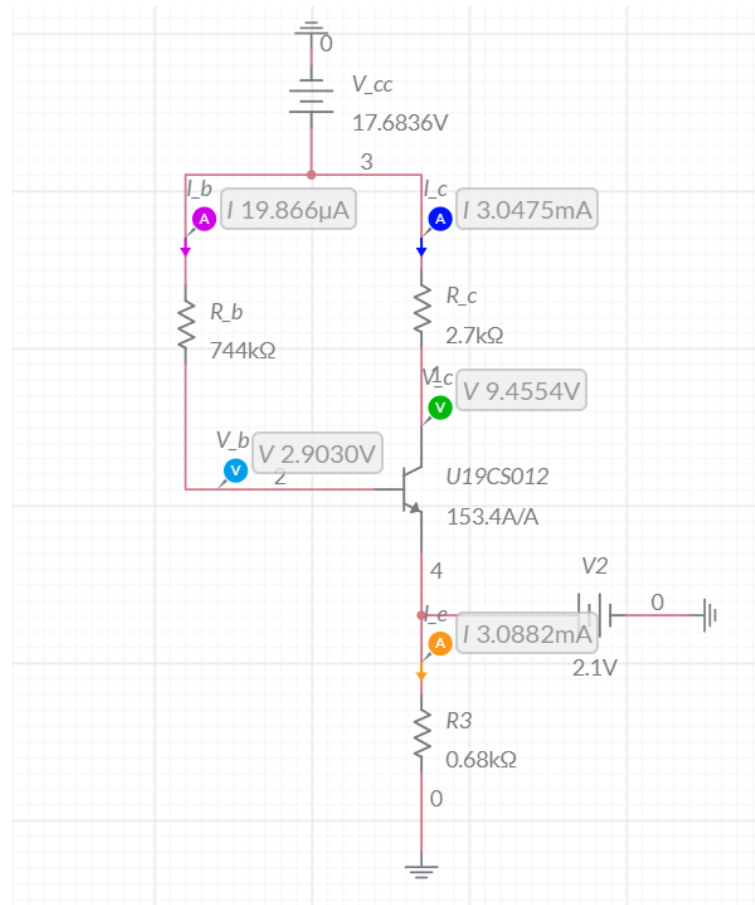 0
V_cc
17.6836V
3
I_b
I 19.866µA
A
I_c
I 3.0475mA
A
R_b
744kΩ
R_c
2.7kΩ
V_c
1
V 9.4554V
V
V_b
V 2.9030V
V
2
U19CS012
153.4A/A
4
V2
0
2.1V
I_e
I 3.0882mA
A
R3
0.68kΩ
0